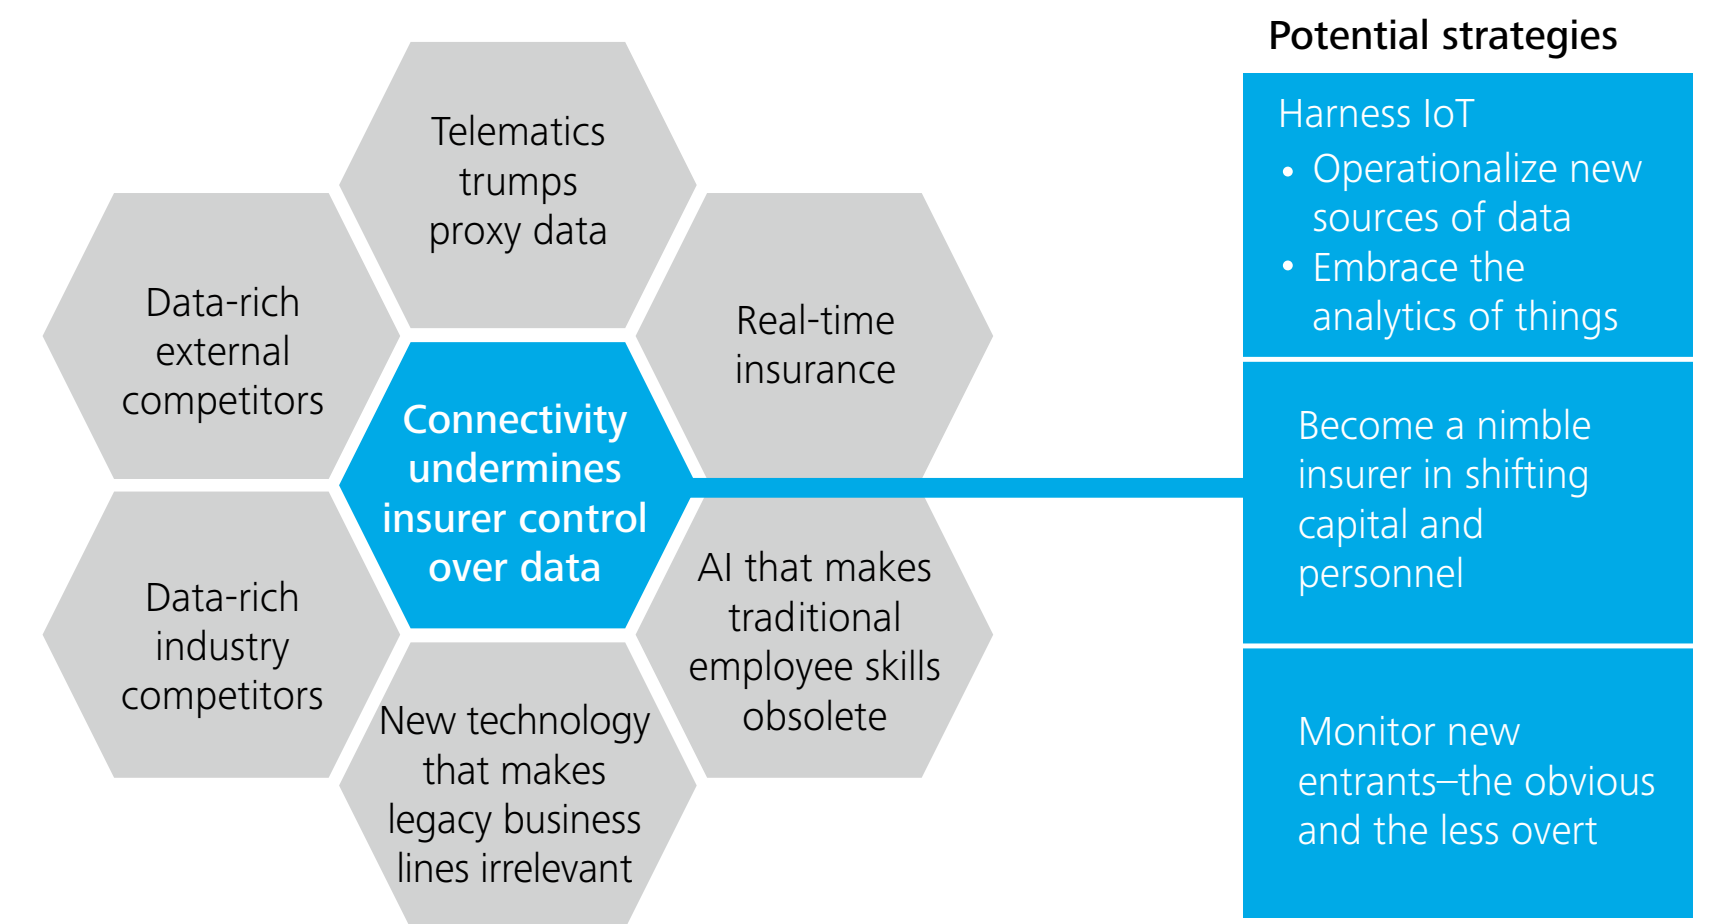 Potential strategies
Telematics
trumps
proxy data
Data-rich
external
competitors
Real-time
insurance
Connectivity
undermines
insurer control
over data
Data-rich
industry
competitors
AI that makes
traditional
employee skills
obsolete
New technology
that makes
legacy business
lines irrelevant
Harness IoT
• Operationalize new
sources of data
• Embrace the
analytics of things
Become a nimble
insurer in shifting
capital and
personnel
Monitor new
entrants–the obvious
and the less overt